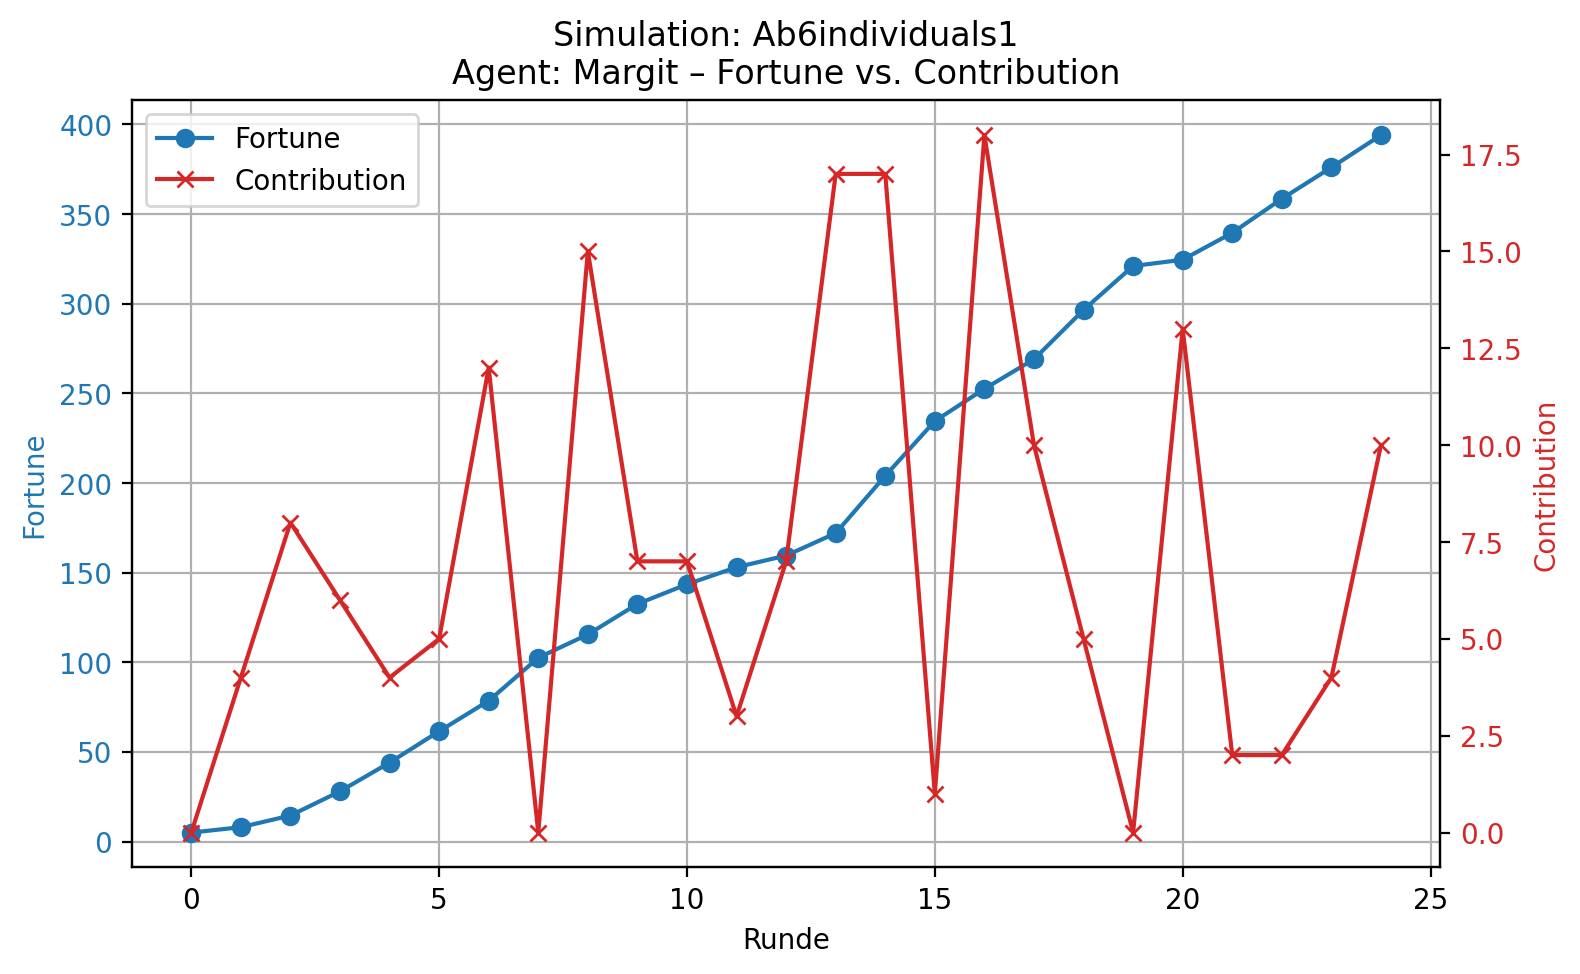 Simulation: Ab6individuals1
Agent: Margit – Fortune vs. Contribution
Fortune
Contribution
400
350
300
250
200
150
100
50
0
Fortune
17.5
15.0
12.5
10.0
7.5
5.0
2.5
0.0
Contribution
0 5 10 15 20 25
Runde